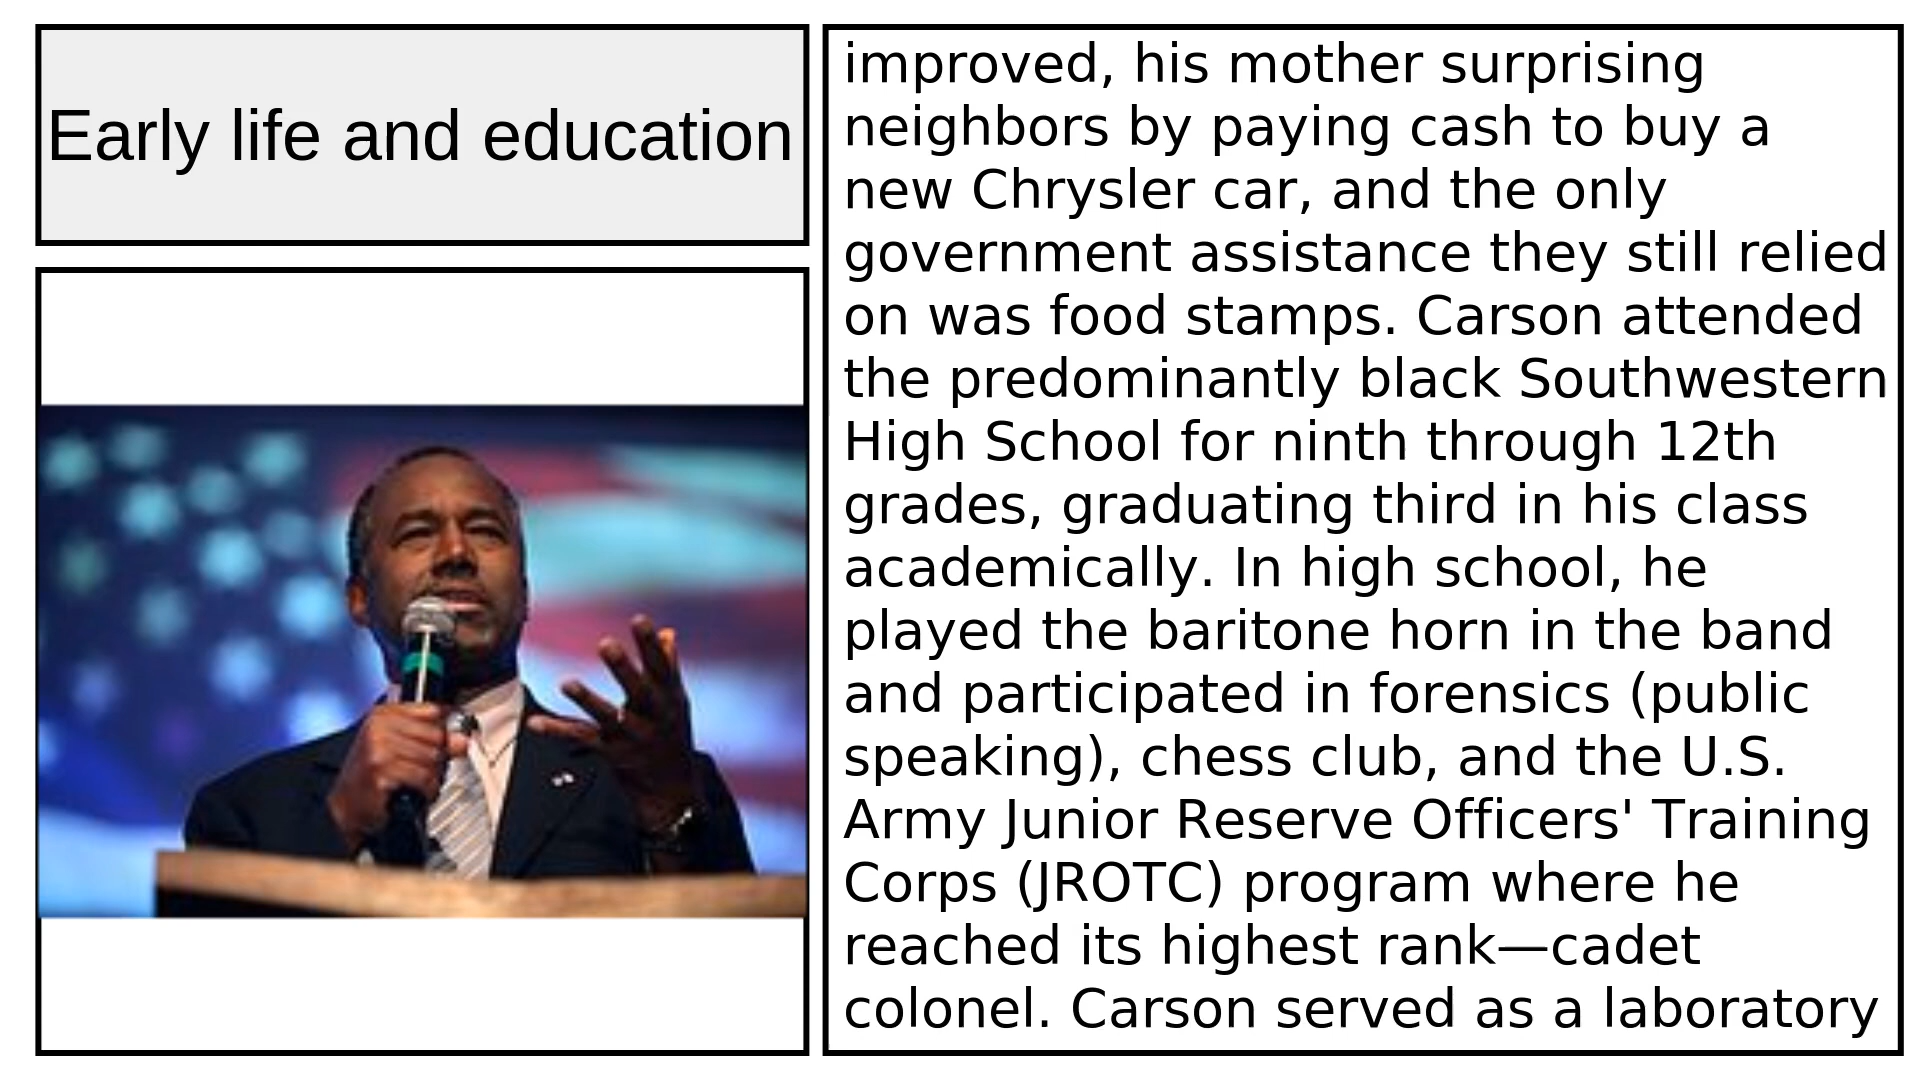 Early life and education
improved, his mother surprising
neighbors by paying cash to buy a
new Chrysler car, and the only
government assistance they still relied
on was food stamps. Carson attended
the predominantly black Southwestern
High School for ninth through 12th
grades, graduating third in his class
academically. In high school, he
played the baritone horn in the band
and participated in forensics (public
speaking), chess club, and the U.S.
Army Junior Reserve Officers' Training
Corps (JROTC) program where he
reached its highest rank—cadet
colonel. Carson served as a laboratory